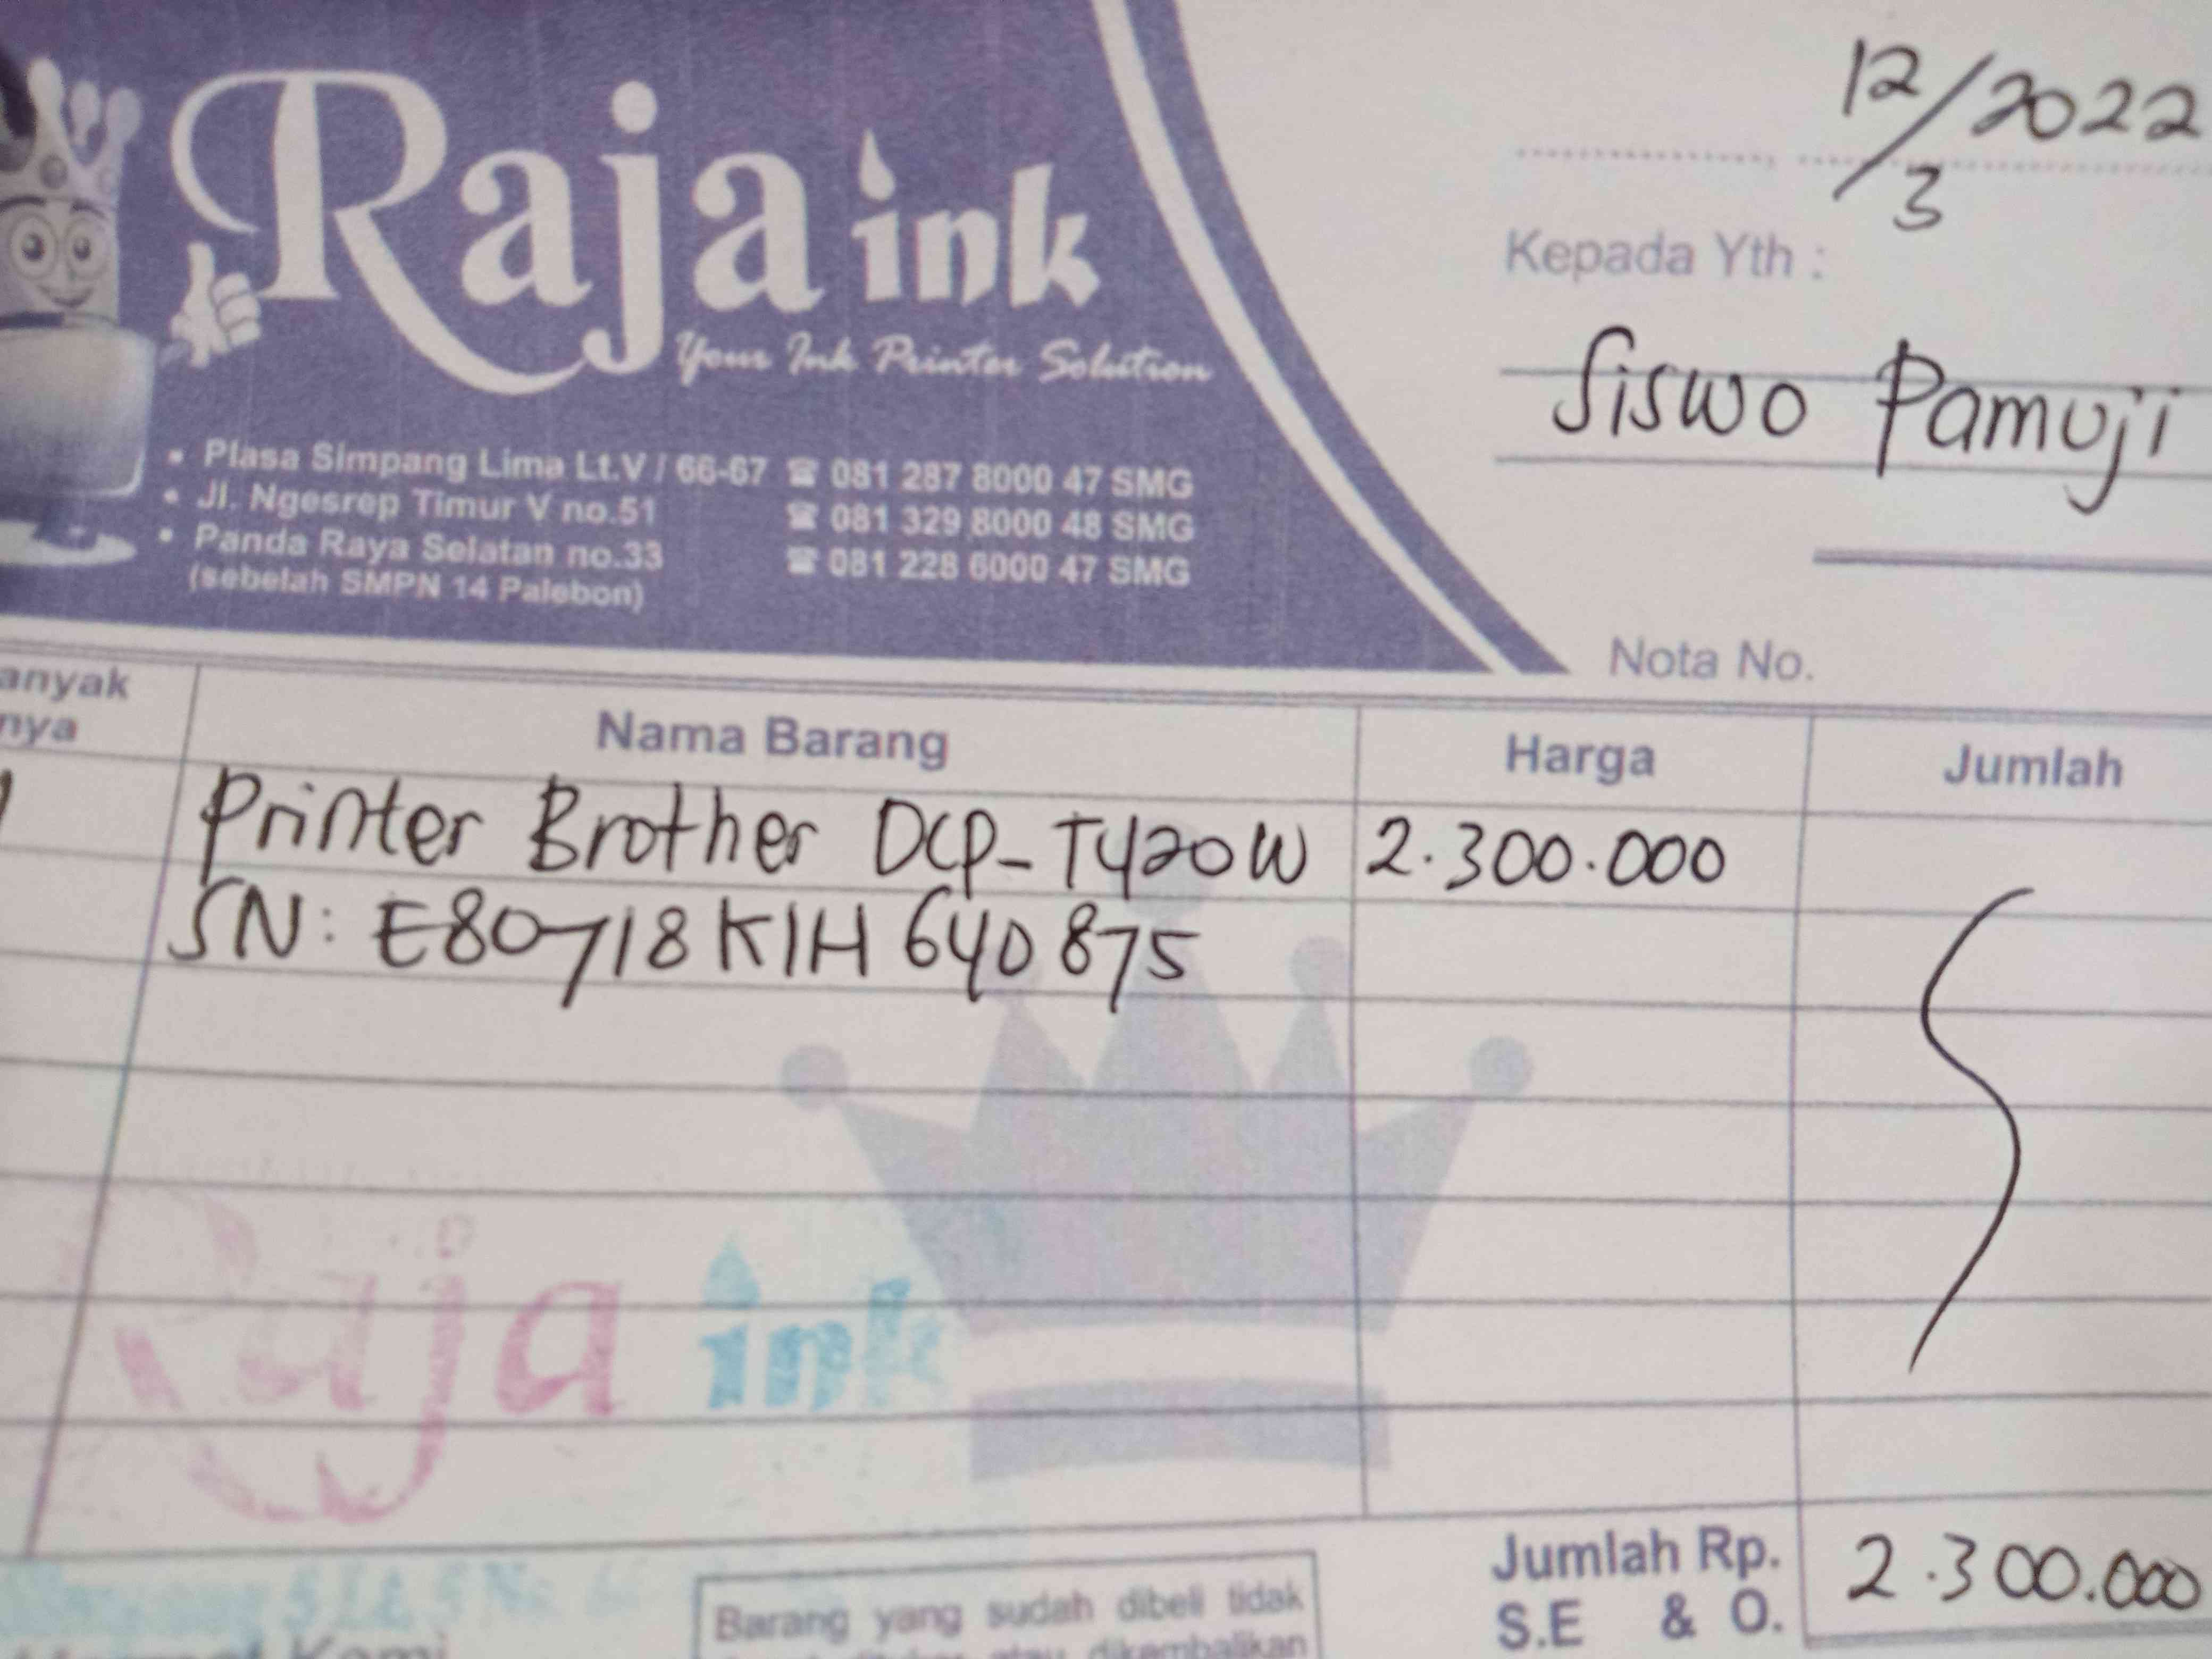 12/3 2022
Raja ink
Your Ink Printer Solution
Kepada Yth :
Siswo Pamuji
• Plasa Simpang Lima Lt.V / 66-67 ☎ 081 287 8000 47 SMG
• Jl. Ngesrep Timur V no.51 ☎ 081 329 8000 48 SMG
• Panda Raya Selatan no.33 ☎ 081 228 6000 47 SMG
(sebelah SMPN 14 Palebon)
Nota No.
anyak
nya
Nama Barang Harga Jumlah
1 Printer Brother DCP-T420W 2.300.000
SN: E80718K1H640875
Raja ink
Jumlah Rp. 2.300.000
S.E & O.
Barang yang sudah dibeli tidak
atau dikembalikan
Kami